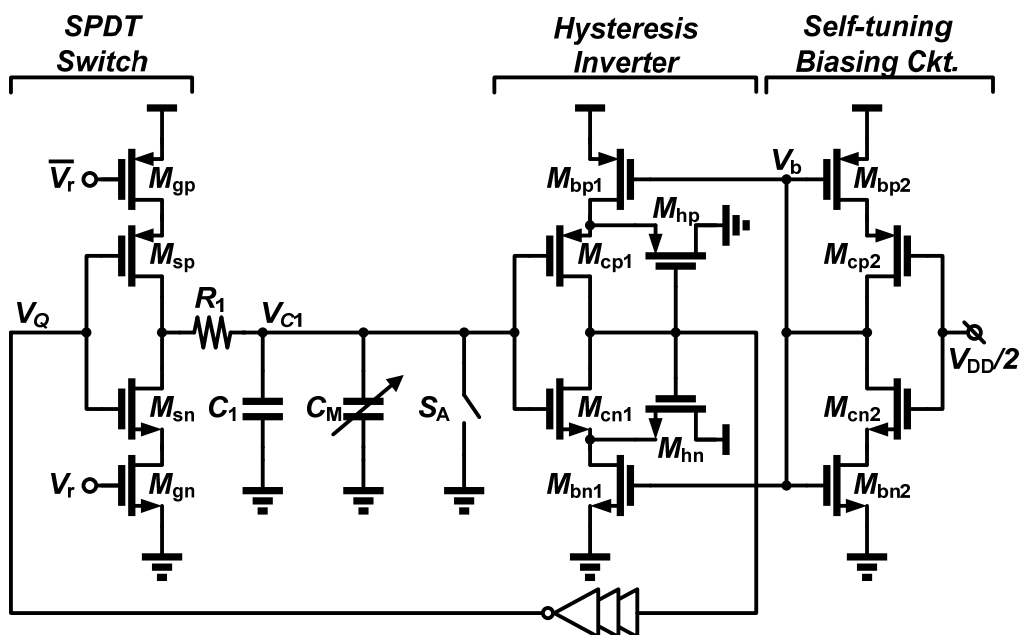 SPDT
Switch
Hysteresis
Inverter
Self-tuning
Biasing Ckt.
V̅r
Mgp
Msp
VQ
R1
VC1
Msn
Vr
Mgn
C1
CM
SA
Mbp1
Mhp
Mcp1
Mcn1
Mhn
Mbn1
Vb
Mbp2
Mcp2
VDD/2
Mcn2
Mbn2